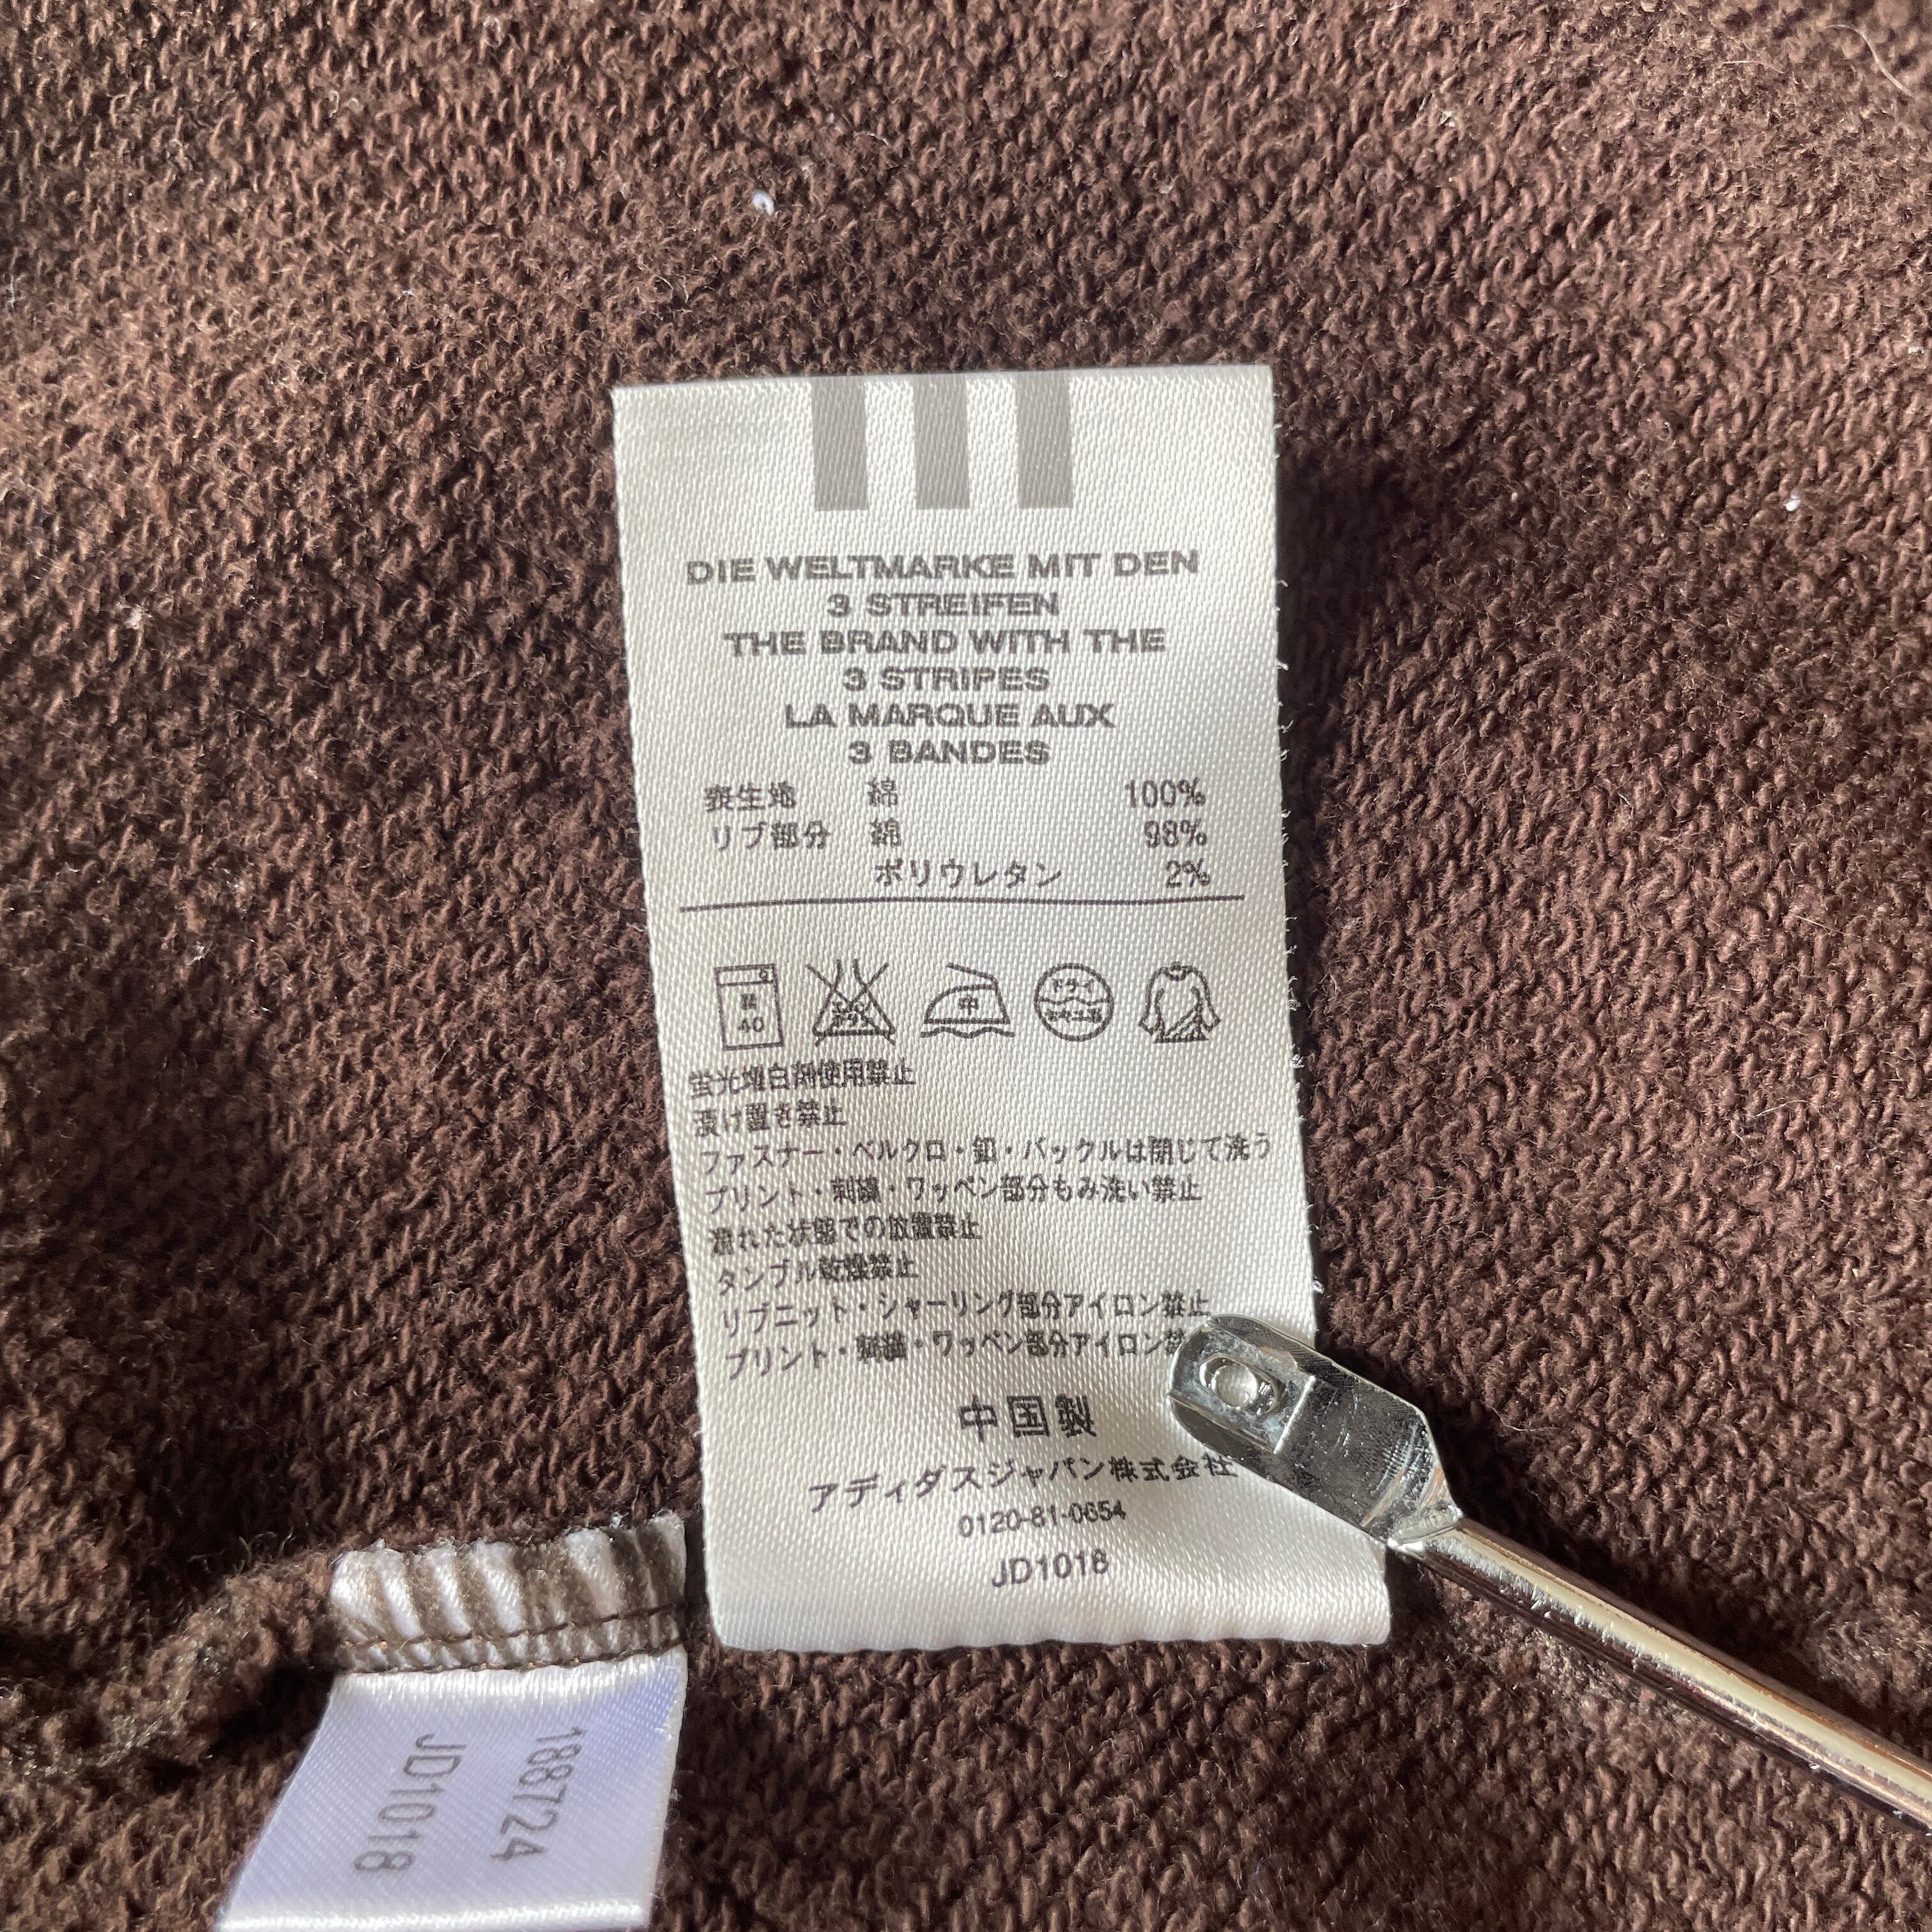 DIE WELTMARKE MIT DEN
3 STREIFEN
THE BRAND WITH THE
3 STRIPES
LA MARQUE AUX
3 BANDES
表生地 綿 100%
リブ部分 綿 98%
ポリウレタン 2%
40
中
ドライ
蛍光増白剤使用禁止
漬け置き禁止
ファスナー・ベルクロ・釦・バックルは閉じて洗う
プリント・刺繍・ワッペン部分もみ洗い禁止
濡れた状態での放置禁止
タンブル乾燥禁止
リブニット・シャーリング部分アイロン禁止
プリント・刺繍・ワッペン部分アイロン
中国製
アディダスジャパン株式会社
0120-81-0654
JD1018
188724
JD1018